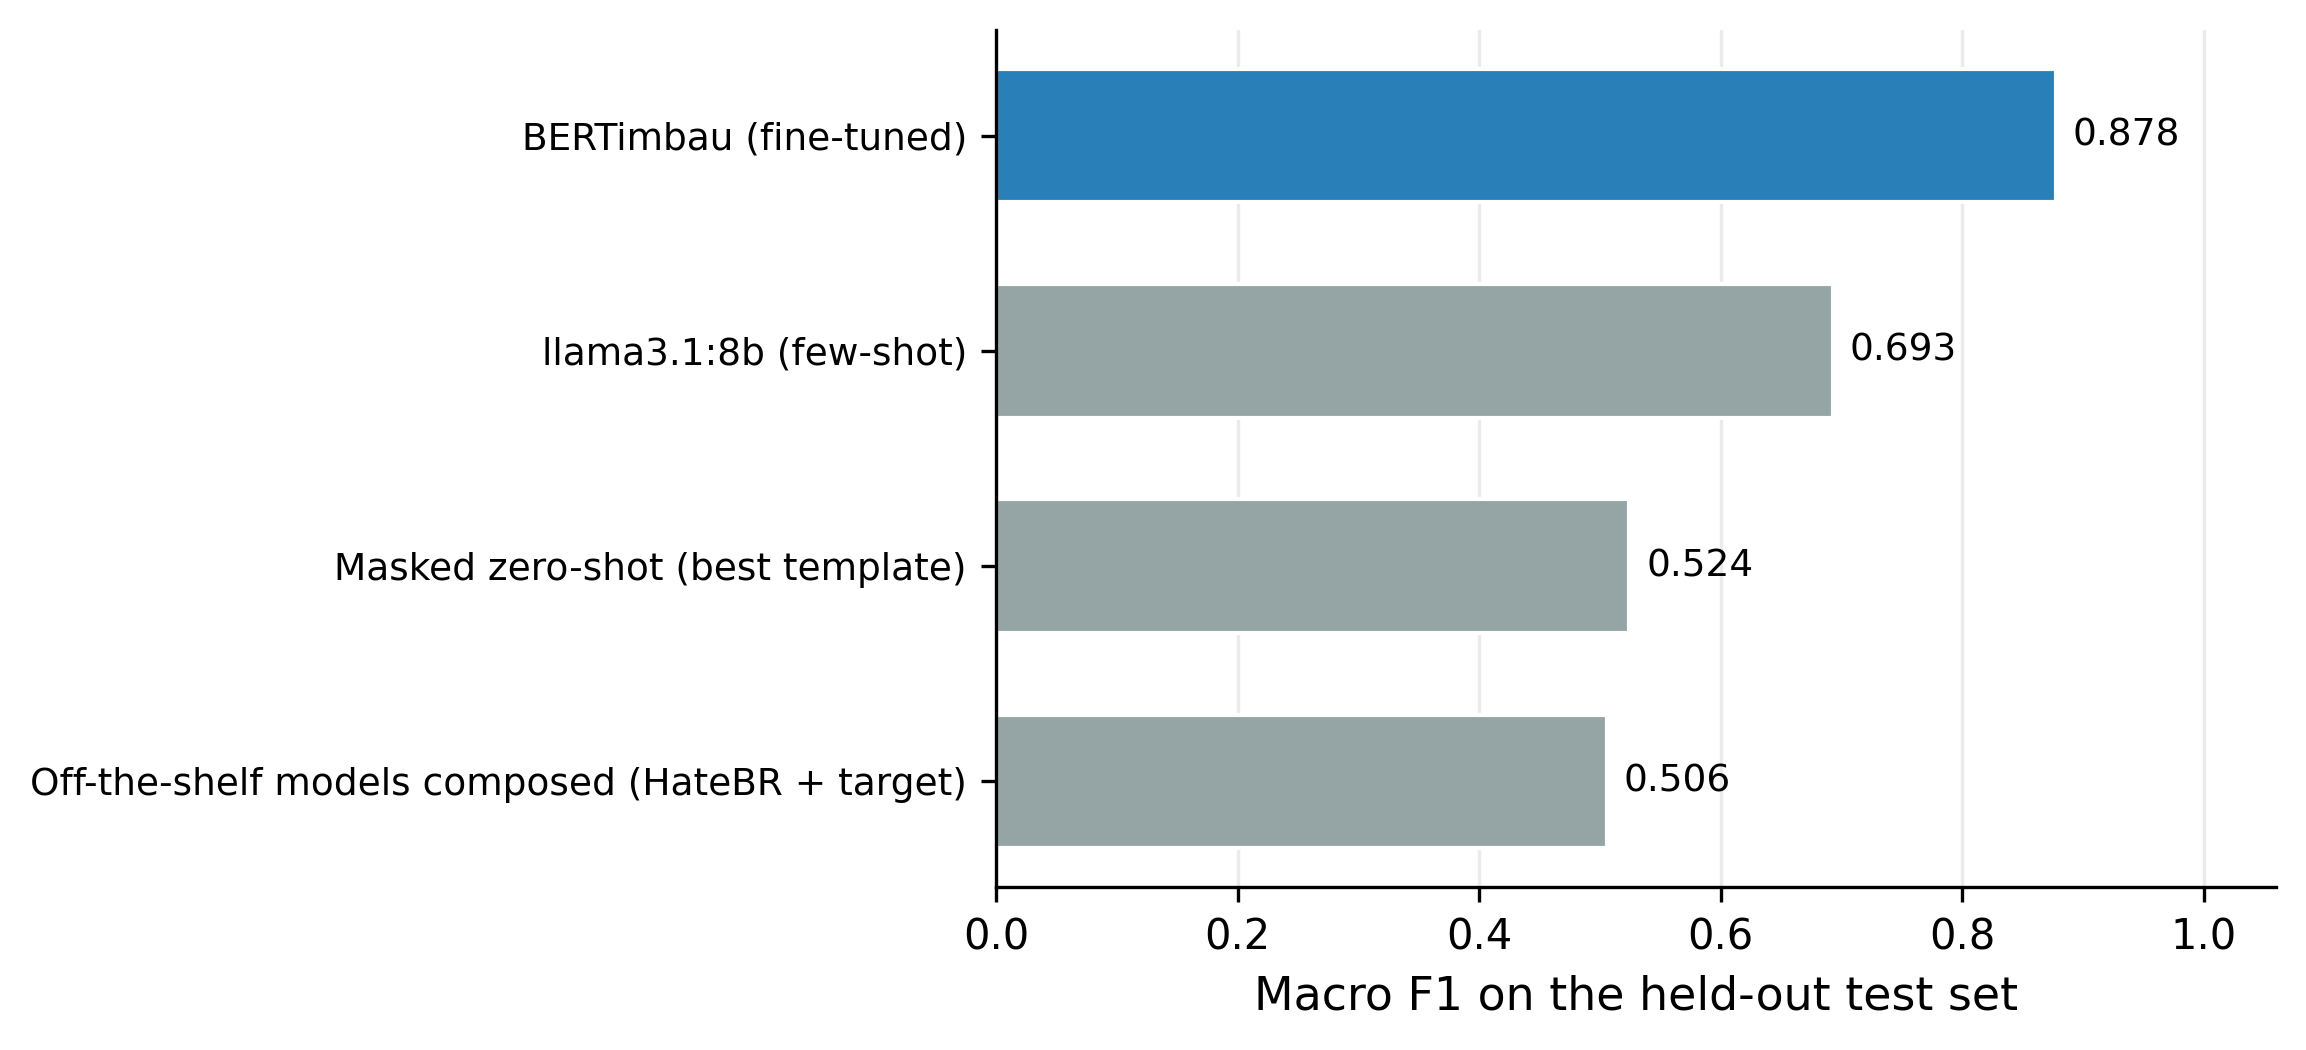 BERTimbau (fine-tuned)
0.878
llama3.1:8b (few-shot)
0.693
Masked zero-shot (best template)
0.524
Off-the-shelf models composed (HateBR + target)
0.506
0.0 0.2 0.4 0.6 0.8 1.0
Macro F1 on the held-out test set